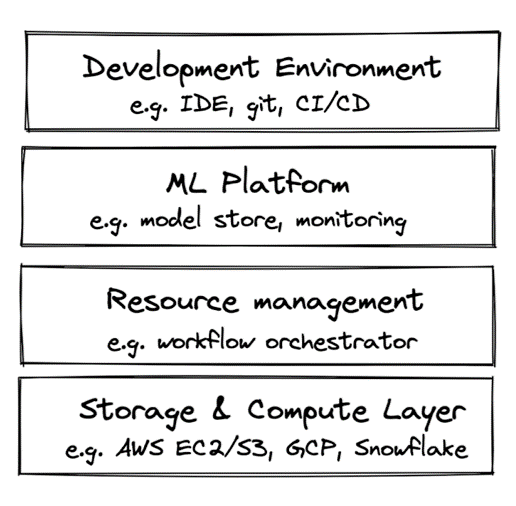 Development Environment
e.g. IDE, git, CI/CD
ML Platform
e.g. model store, monitoring
Resource management
e.g. workflow orchestrator
Storage & Compute Layer
e.g. AWS EC2/S3, GCP, Snowflake